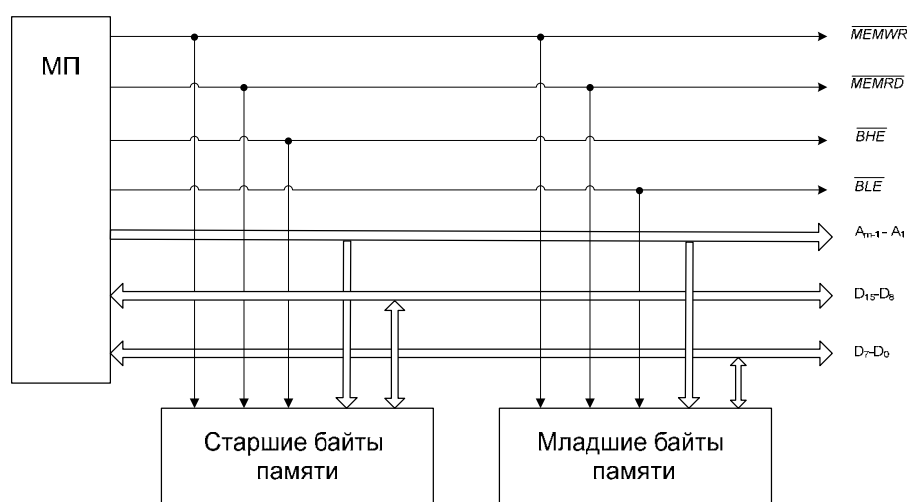 МП
MEMWR
MEMRD
BHE
BLE
Am-1 - A1
D15-D8
D7-D0
Старшие байты
памяти
Младшие байты
памяти